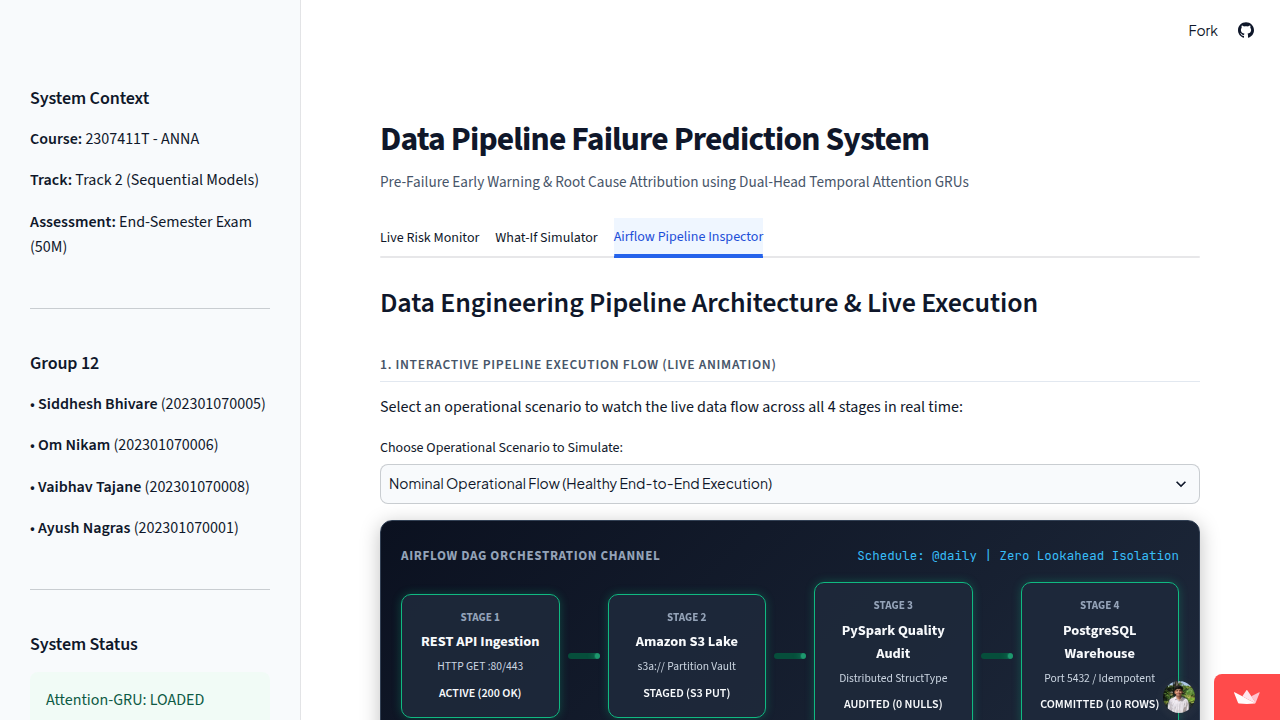 Fork
System Context
Course: 2307411T - ANNA
Track: Track 2 (Sequential Models)
Assessment: End-Semester Exam
(50M)
Group 12
• Siddhesh Bhivare (202301070005)
• Om Nikam (202301070006)
• Vaibhav Tajane (202301070008)
• Ayush Nagras (202301070001)
System Status
Attention-GRU: LOADED
Data Pipeline Failure Prediction System
Pre-Failure Early Warning & Root Cause Attribution using Dual-Head Temporal Attention GRUs
Live Risk Monitor What-If Simulator Airflow Pipeline Inspector
Data Engineering Pipeline Architecture & Live Execution
1. INTERACTIVE PIPELINE EXECUTION FLOW (LIVE ANIMATION)
Select an operational scenario to watch the live data flow across all 4 stages in real time:
Choose Operational Scenario to Simulate:
Nominal Operational Flow (Healthy End-to-End Execution)
AIRFLOW DAG ORCHESTRATION CHANNEL
Schedule: @daily | Zero Lookahead Isolation
STAGE 1
REST API Ingestion
HTTP GET :80/443
ACTIVE (200 OK)
STAGE 2
Amazon S3 Lake
s3a:// Partition Vault
STAGED (S3 PUT)
STAGE 3
PySpark Quality
Audit
Distributed StructType
AUDITED (0 NULLS)
STAGE 4
PostgreSQL
Warehouse
Port 5432 / Idempotent
COMMITTED (10 ROWS)